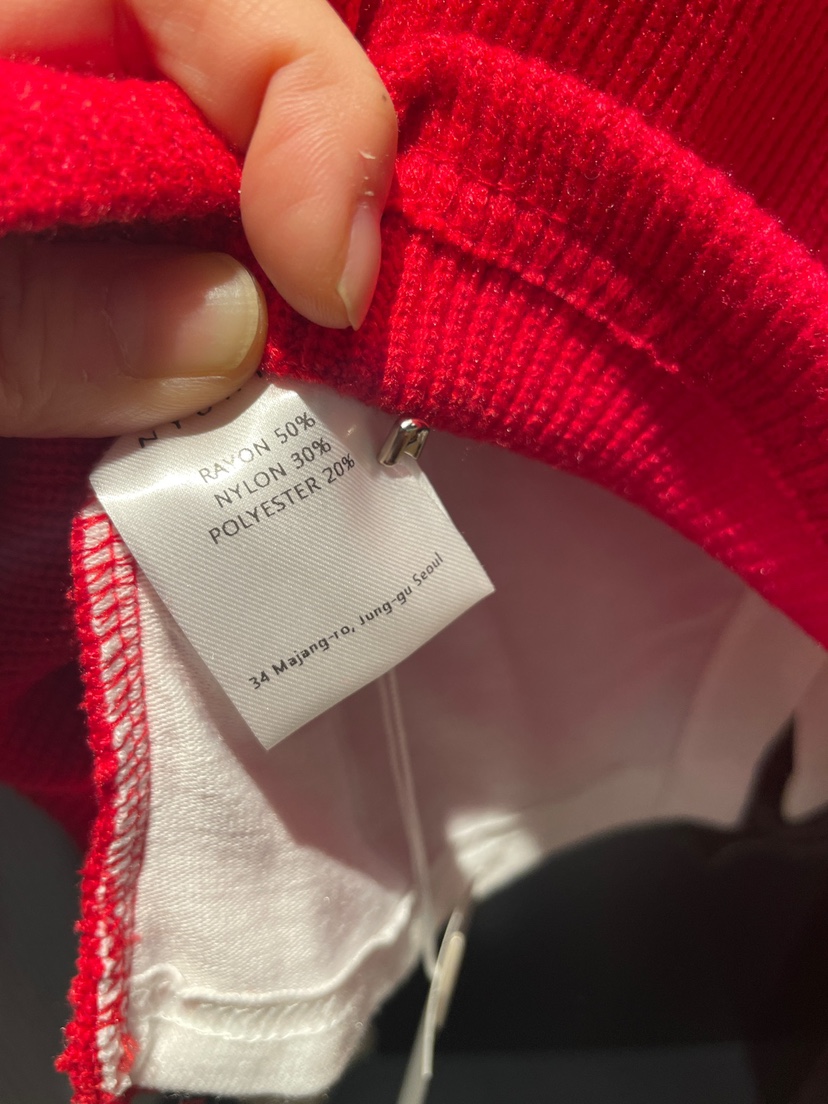 RAYON 50%
NYLON 30%
POLYESTER 20%
34 Majang-ro, Jung-gu Seoul